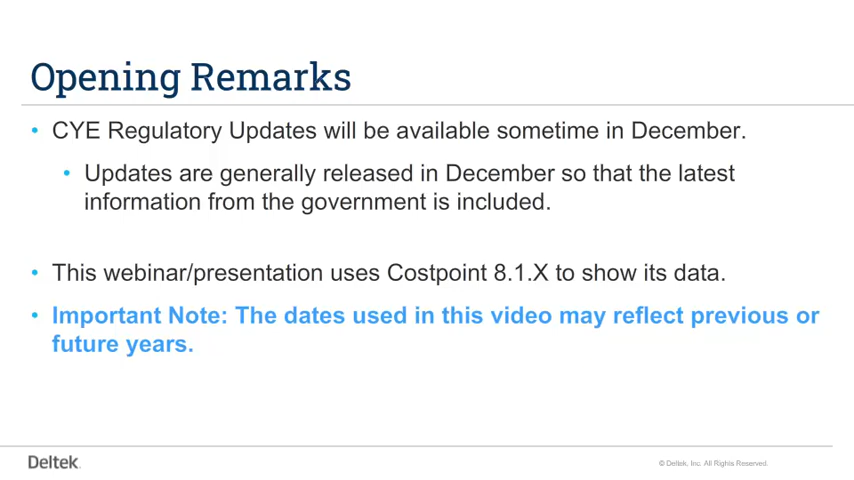 Opening Remarks
• CYE Regulatory Updates will be available sometime in December.
• Updates are generally released in December so that the latest
information from the government is included.
• This webinar/presentation uses Costpoint 8.1.X to show its data.
• Important Note: The dates used in this video may reflect previous or
future years.
Deltek.
© Deltek, Inc. All Rights Reserved.